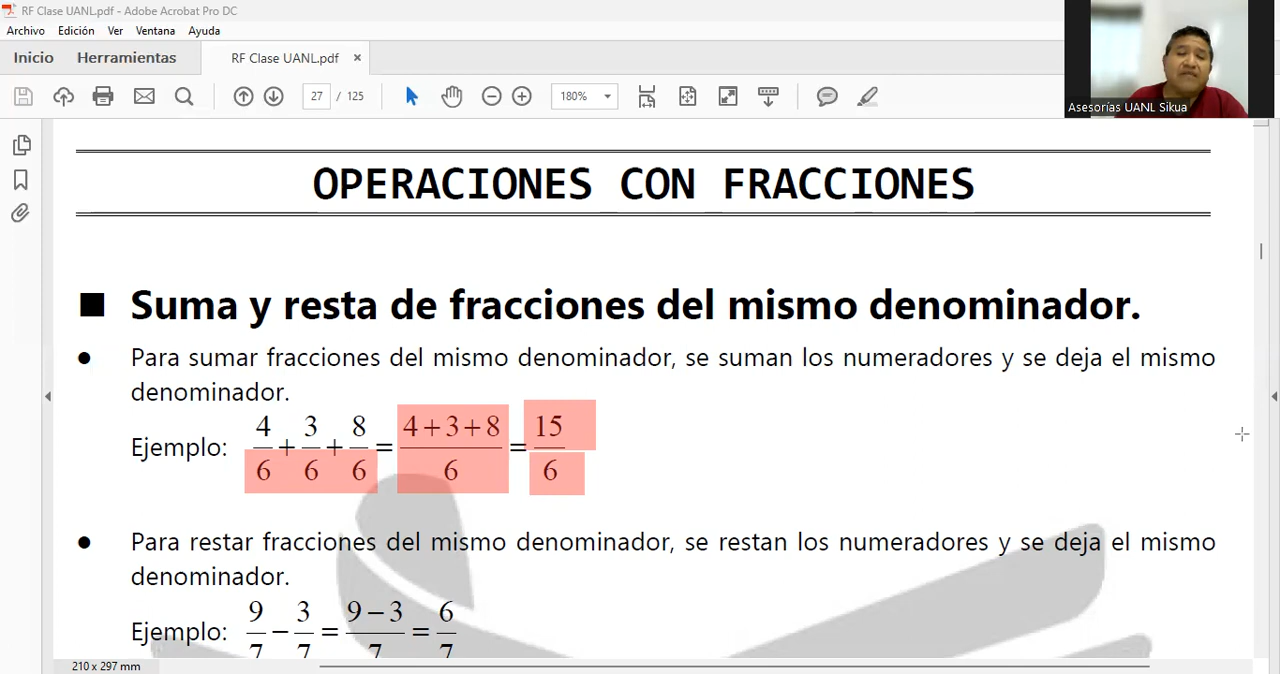 RF Clase UANL.pdf - Adobe Acrobat Pro DC
Archivo Edición Ver Ventana Ayuda
Inicio Herramientas RF Clase UANL.pdf ×
27 / 125 180%
Asesorías UANL Sikua
OPERACIONES CON FRACCIONES
■ Suma y resta de fracciones del mismo denominador.
● Para sumar fracciones del mismo denominador, se suman los numeradores y se deja el mismo
denominador.
Ejemplo: 4/6 + 3/6 + 8/6 = (4+3+8)/6 = 15/6
● Para restar fracciones del mismo denominador, se restan los numeradores y se deja el mismo
denominador.
Ejemplo: 9/7 − 3/7 = (9−3)/7 = 6/7
210 x 297 mm